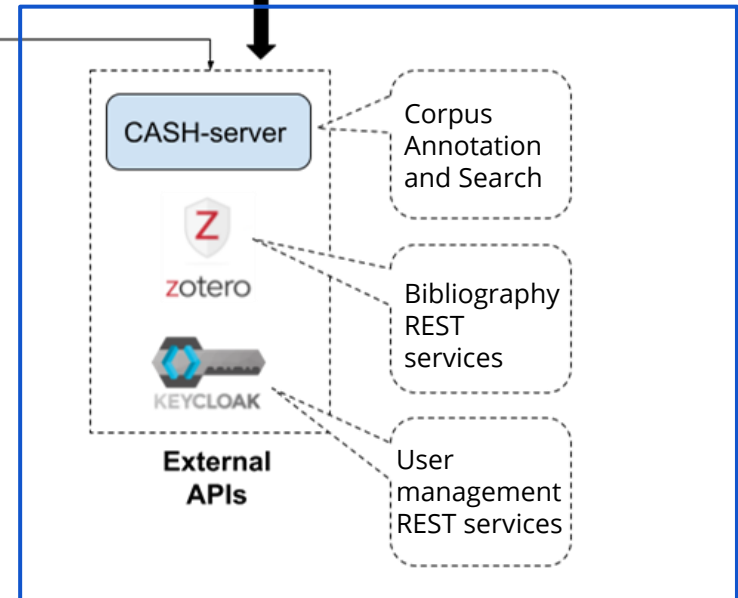 CASH-server
Corpus
Annotation
and Search
Z
zotero
Bibliography
REST
services
KEYCLOAK
External
APIs
User
management
REST services